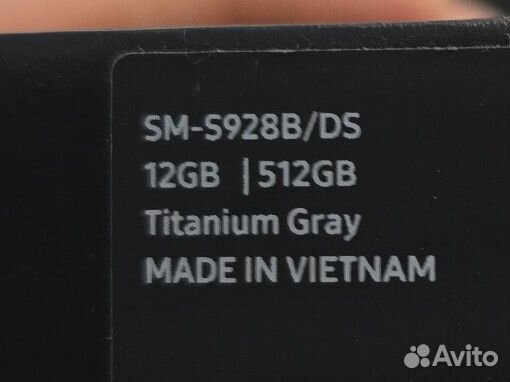 SM-S928B/DS
12GB | 512GB
Titanium Gray
MADE IN VIETNAM
Avito